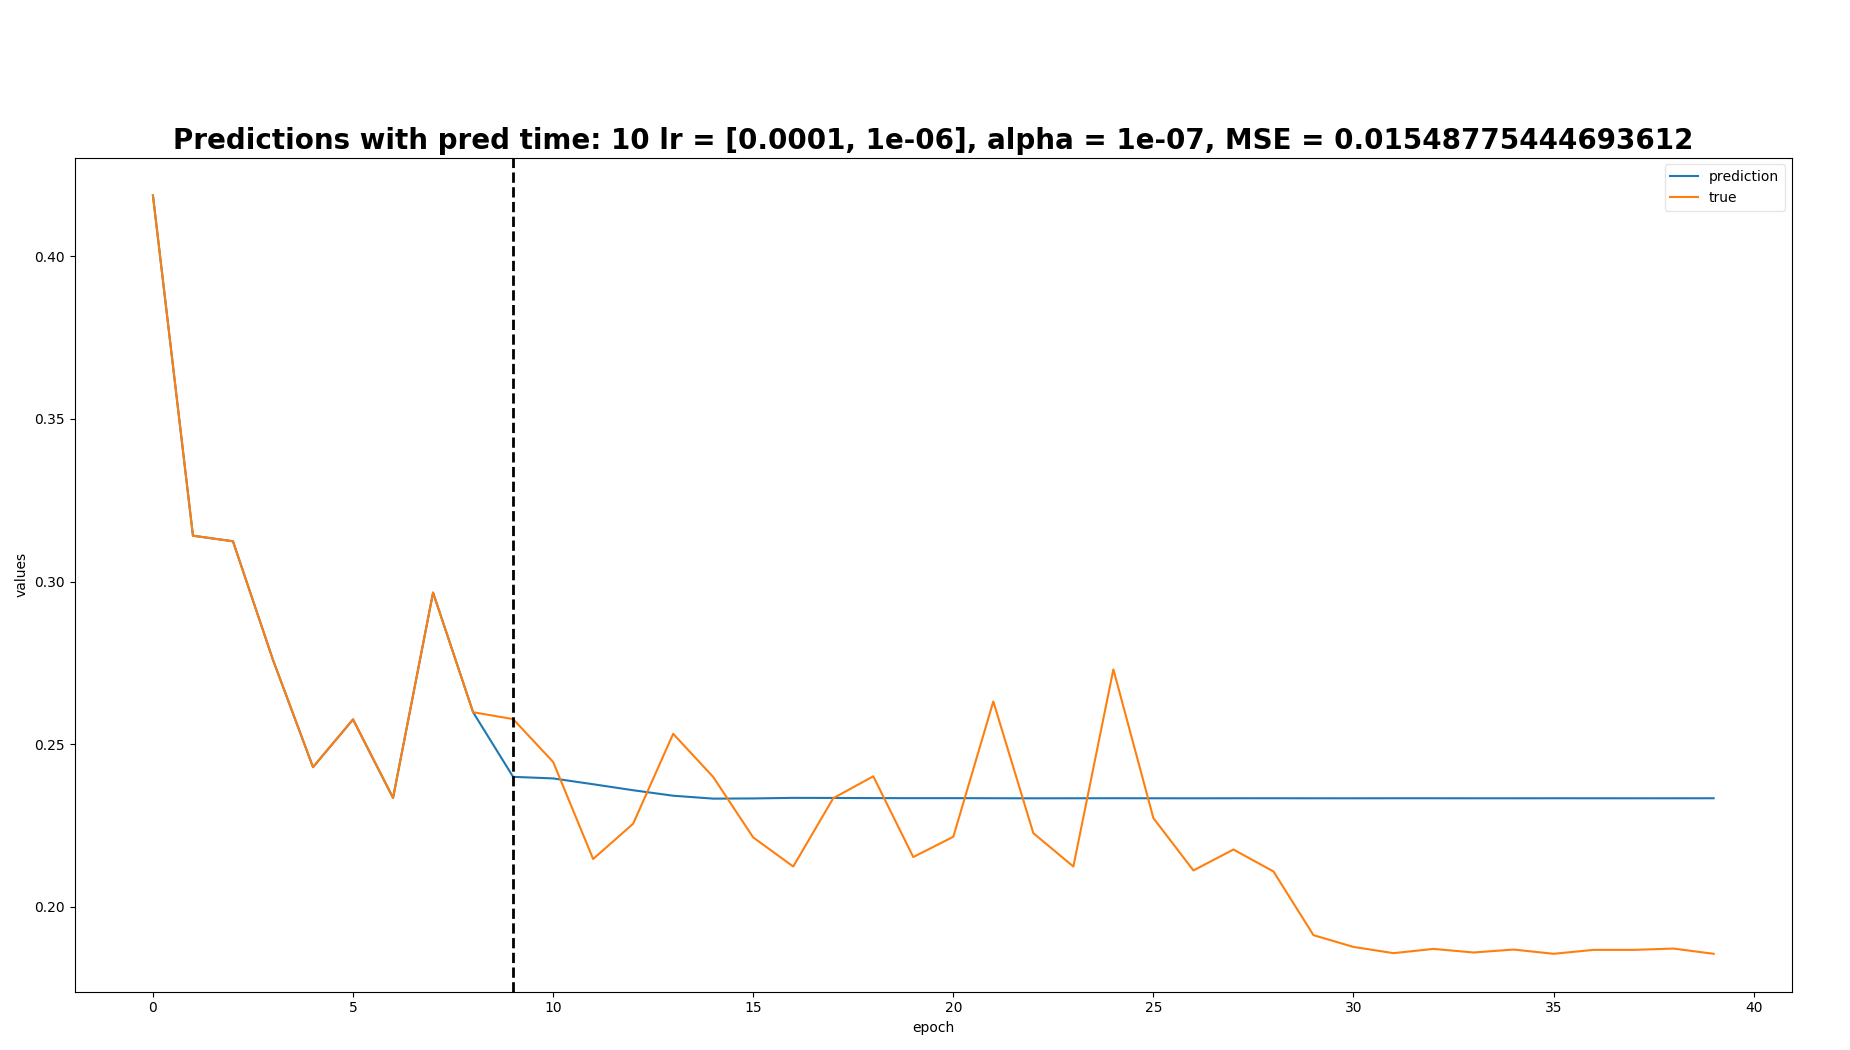 Predictions with pred time: 10 lr = [0.0001, 1e-06], alpha = 1e-07, MSE = 0.01548775444693612
prediction
true
0.40
0.35
0.30
0.25
0.20
values
0 5 10 15 20 25 30 35 40
epoch